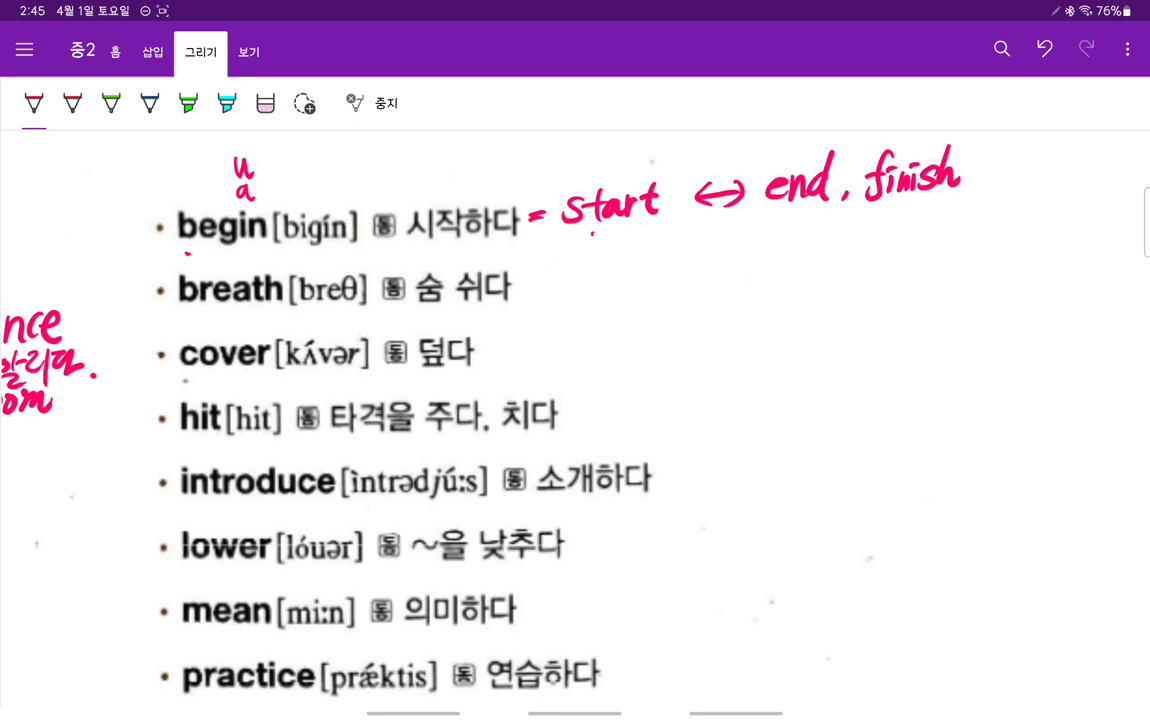 2:45 4월 1일 토요일 76%
중2 홈 삽입 그리기 보기
중지
u
a
begin[bigín] 동 시작하다 = start ↔ end, finish
breath[breθ] 동 숨 쉬다
cover[kʌ́vər] 동 덮다
nce
om
hit[hit] 동 타격을 주다, 치다
introduce[ìntrədjúːs] 동 소개하다
lower[lóuər] 동 ~을 낮추다
mean[miːn] 동 의미하다
practice[prǽktis] 동 연습하다